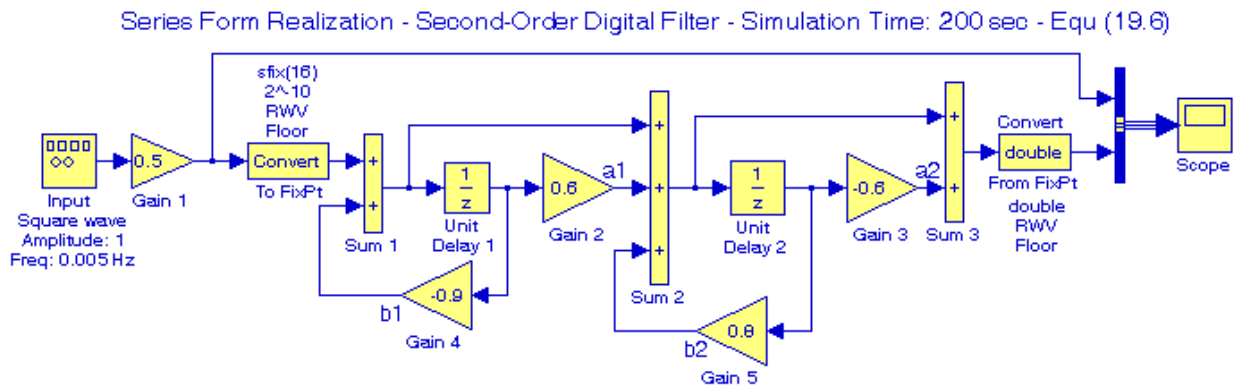 Series Form Realization - Second-Order Digital Filter - Simulation Time: 200 sec - Equ (19.6)
sfix(16)
2^-10
RWV
Floor
Convert
To FixPt
0.5
Gain 1
Input
Square wave
Amplitude: 1
Freq: 0.005 Hz
+
+
Sum 1
1
z
Unit
Delay 1
-0.9
b1
Gain 4
0.6
a1
Gain 2
+
+
+
Sum 2
1
z
Unit
Delay 2
0.8
b2
Gain 5
-0.6
a2
Gain 3
+
+
Sum 3
Convert
double
From FixPt
double
RWV
Floor
Scope